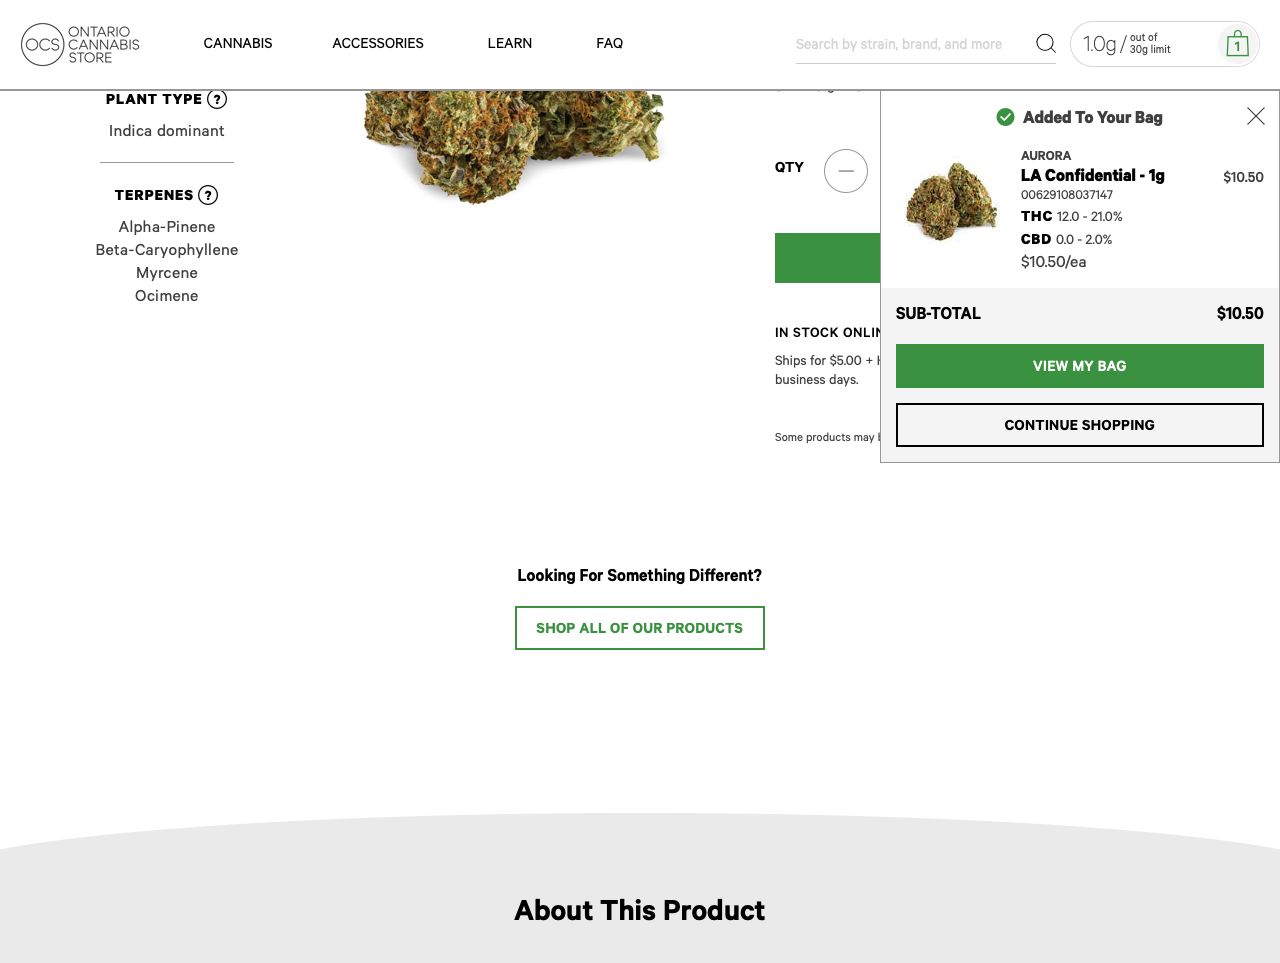 OCS ONTARIO
CANNABIS
STORE
CANNABIS
ACCESSORIES
LEARN
FAQ
Search by strain, brand, and more
1.0g / out of
30g limit
1
PLANT TYPE ?
Indica dominant
TERPENES ?
Alpha-Pinene
Beta-Caryophyllene
Myrcene
Ocimene
QTY
IN STOCK ONLIN
Ships for $5.00 +
business days.
Some products may
Added To Your Bag
AURORA
LA Confidential - 1g
$10.50
00629108037147
THC 12.0 - 21.0%
CBD 0.0 - 2.0%
$10.50/ea
SUB-TOTAL
$10.50
VIEW MY BAG
CONTINUE SHOPPING
Looking For Something Different?
SHOP ALL OF OUR PRODUCTS
About This Product